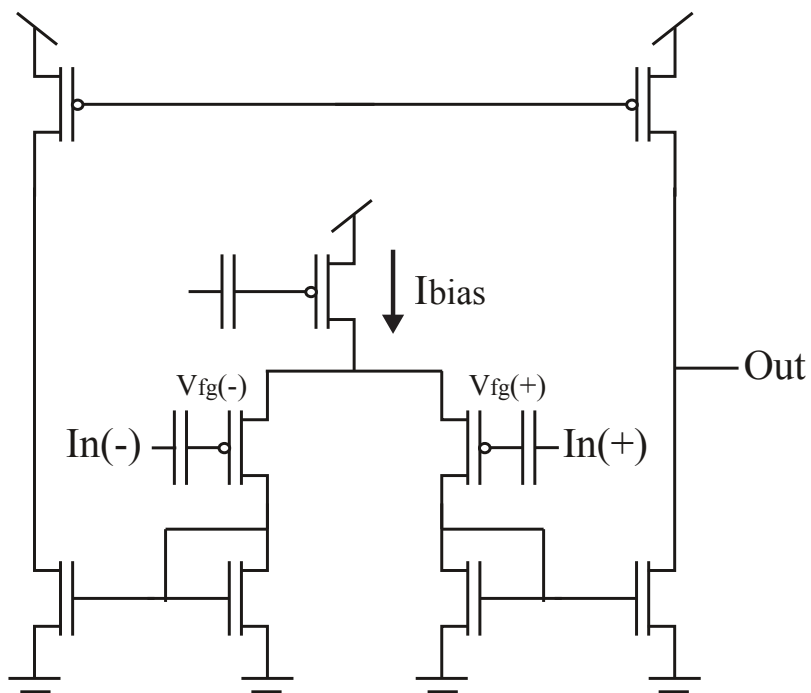 Ibias
Vfg(-)
Vfg(+)
Out
In(-)
In(+)